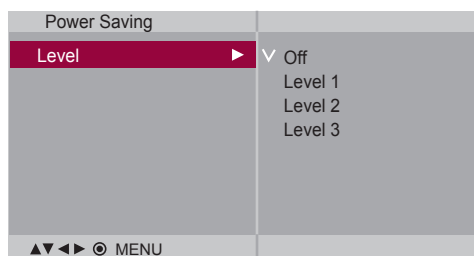 Power Saving
Level ► ✓ Off
Level 1
Level 2
Level 3
▲▼◄► ◉ MENU